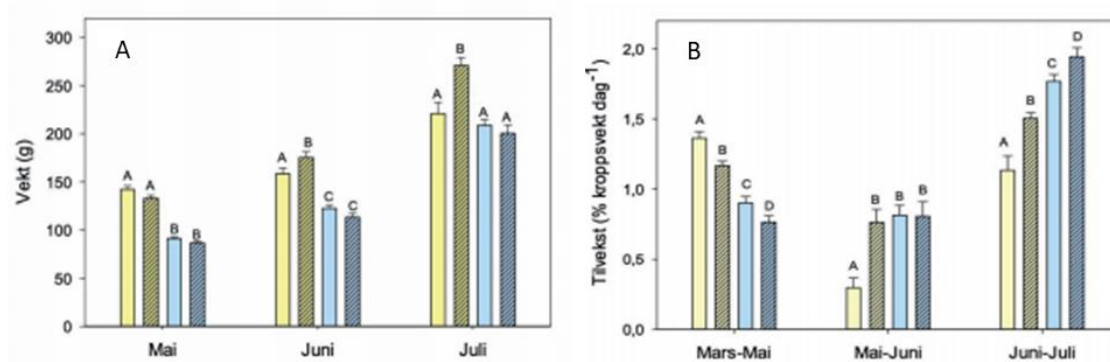 A
Vekt (g)
300
250
200
150
100
50
0
A A B B
A B C C
A B A A
Mai Juni Juli
B
Tilvekst (% kroppsvekt dag-1)
2,0
1,5
1,0
0,5
0,0
A B C D
A B B B
A B C D
Mars-Mai Mai-Juni Juni-Juli